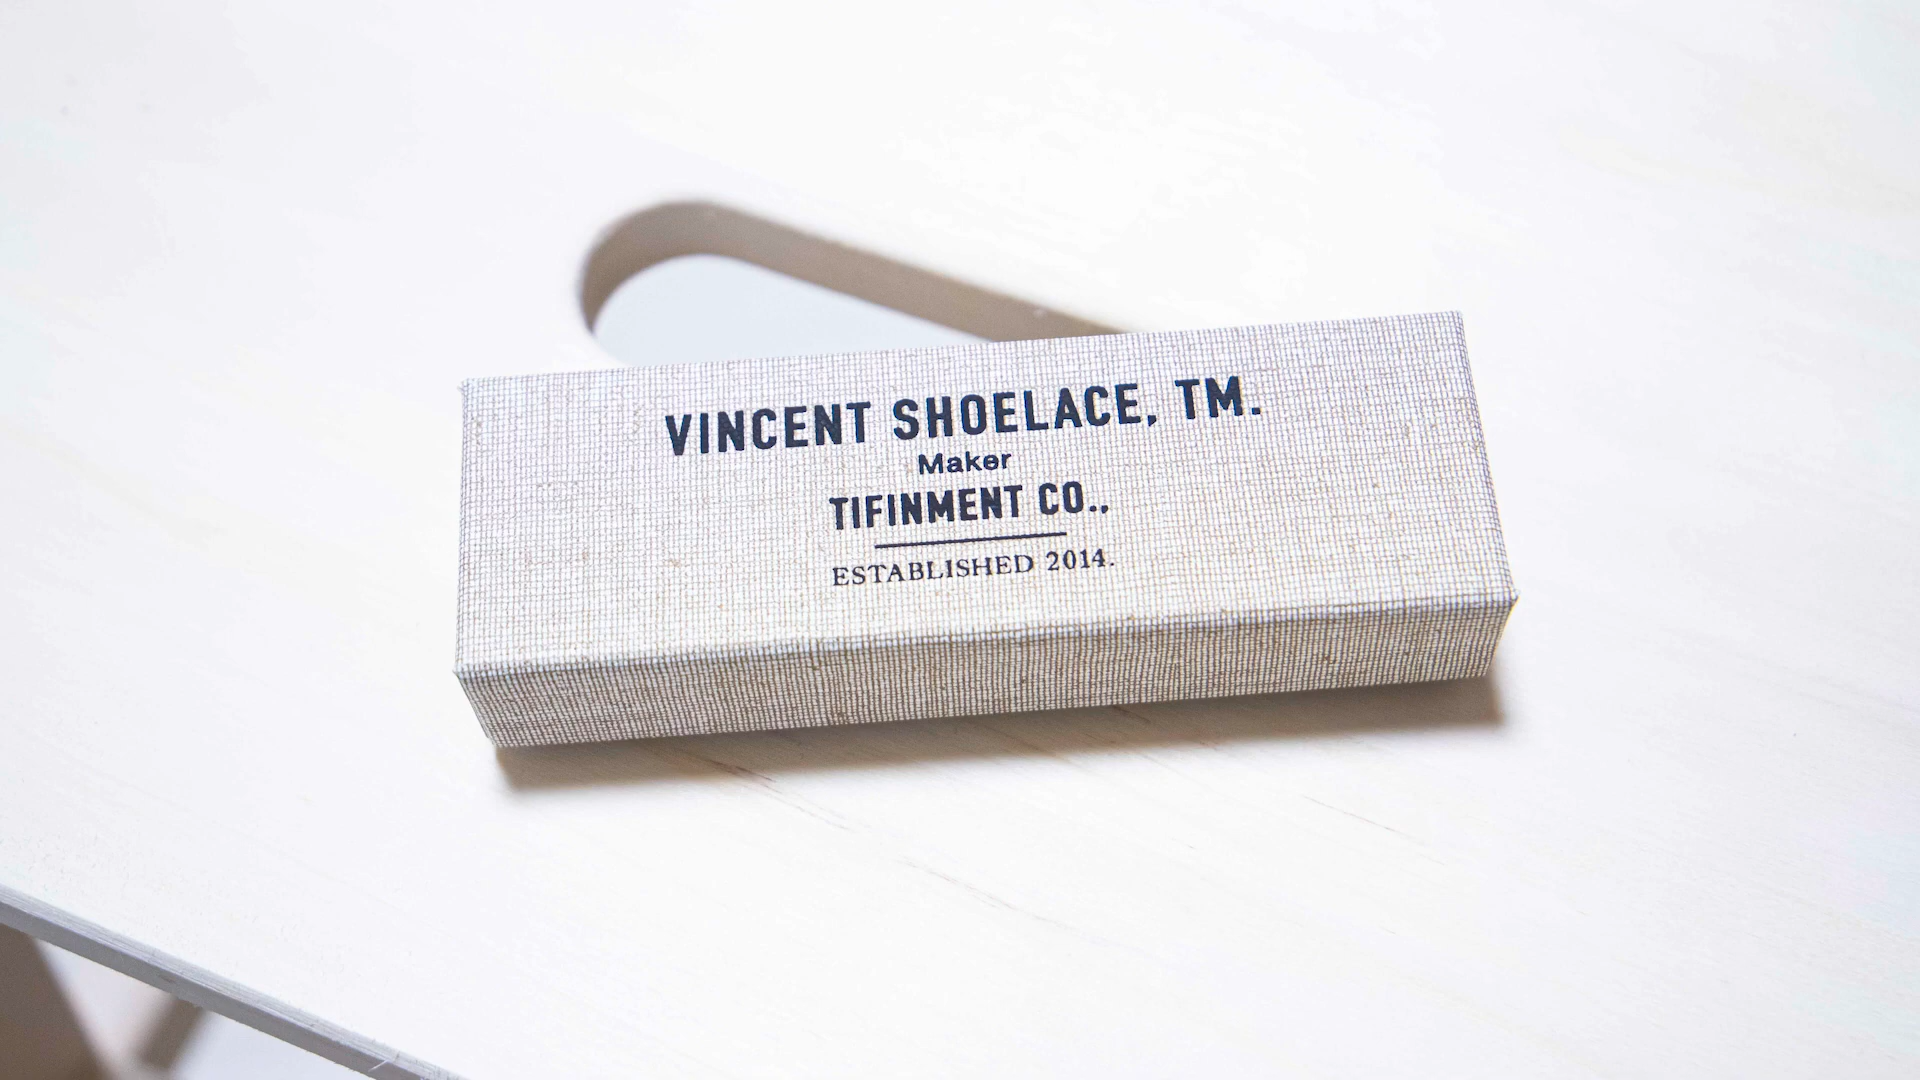 VINCENT SHOELACE, TM.
Maker
TIFINMENT CO.,
ESTABLISHED 2014.